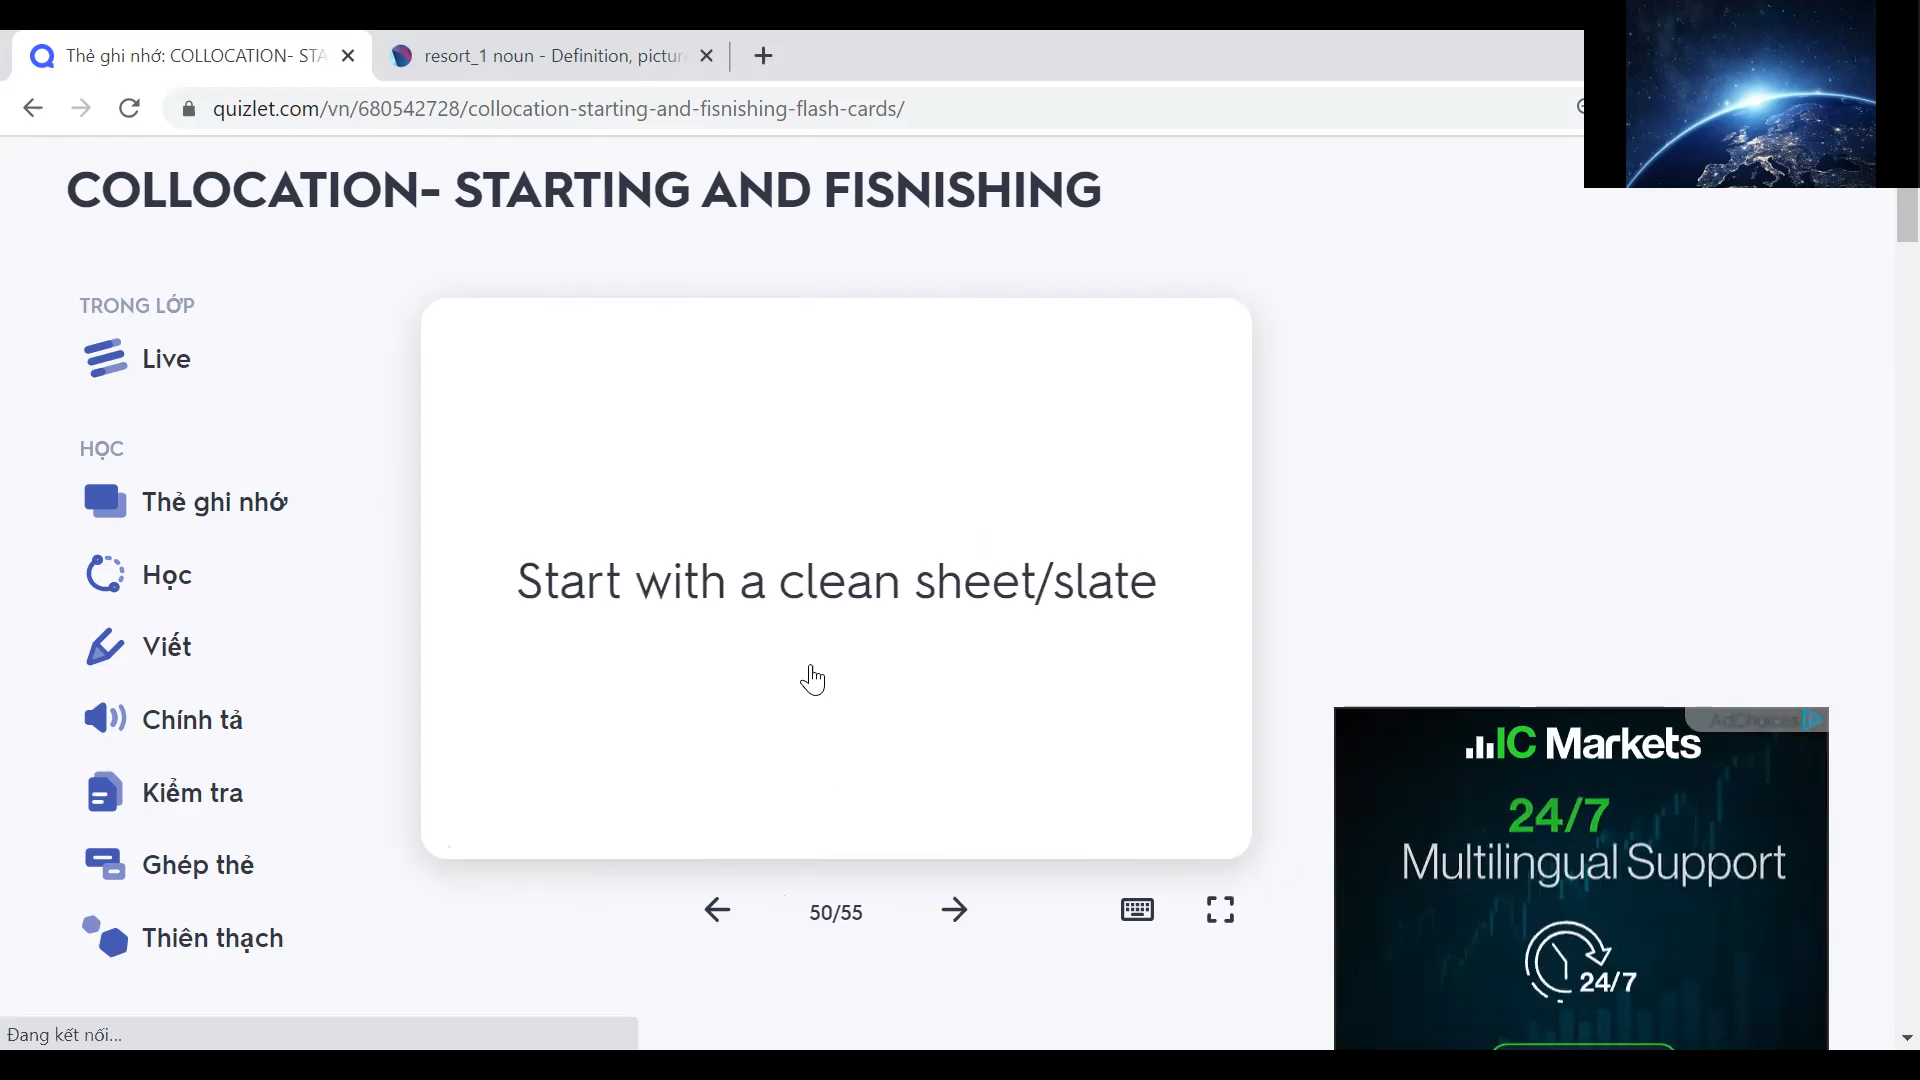 Thẻ ghi nhớ: COLLOCATION- STA
resort_1 noun - Definition, pictur
quizlet.com/vn/680542728/collocation-starting-and-fisnishing-flash-cards/
COLLOCATION- STARTING AND FISNISHING
TRONG LỚP
Live
HỌC
Thẻ ghi nhớ
Học
Viết
Chính tả
Kiểm tra
Ghép thẻ
Thiên thạch
Start with a clean sheet/slate
50/55
AdChoices
IC Markets
24/7
Multilingual Support
24/7
Đang kết nối...